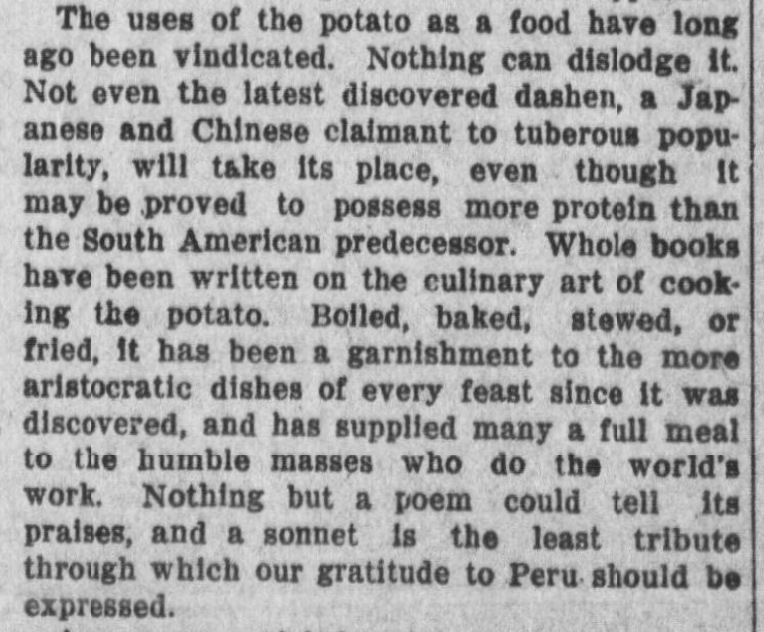 The uses of the potato as a food have long
ago been vindicated. Nothing can dislodge it.
Not even the latest discovered dashen, a Jap-
anese and Chinese claimant to tuberous popu-
larity, will take its place, even though it
may be proved to possess more protein than
the South American predecessor. Whole books
have been written on the culinary art of cook-
ing the potato. Boiled, baked, stewed, or
fried, it has been a garnishment to the more
aristocratic dishes of every feast since it was
discovered, and has supplied many a full meal
to the humble masses who do the world's
work. Nothing but a poem could tell its
praises, and a sonnet is the least tribute
through which our gratitude to Peru should be
expressed.